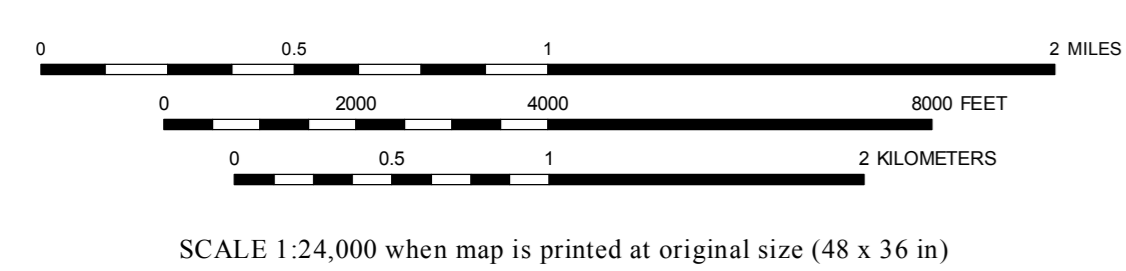 0 0.5 1 2 MILES
0 2000 4000 8000 FEET
0 0.5 1 2 KILOMETERS
SCALE 1:24,000 when map is printed at original size (48 x 36 in)